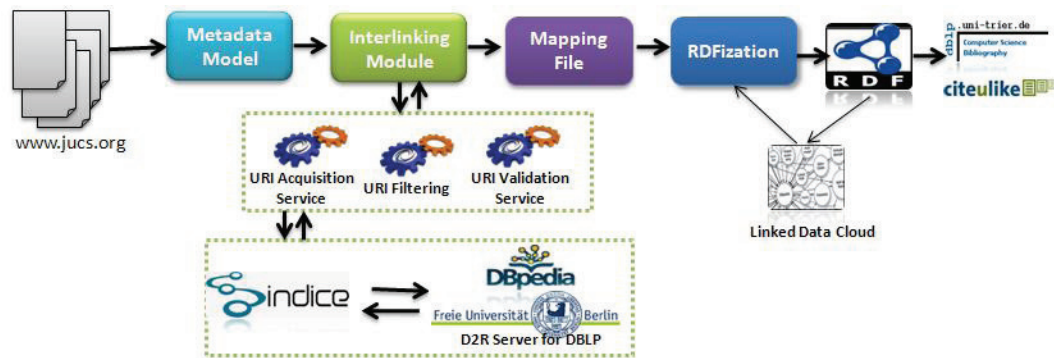 www.jucs.org
Metadata
Model
Interlinking
Module
Mapping
File
RDFization
RDF
dblp
.uni-trier.de
Computer Science
Bibliography
citeulike
URI Acquisition
Service
URI Filtering
URI Validation
Service
Linked Data Cloud
Sindice
DBpedia
Freie Universität
Berlin
D2R Server for DBLP